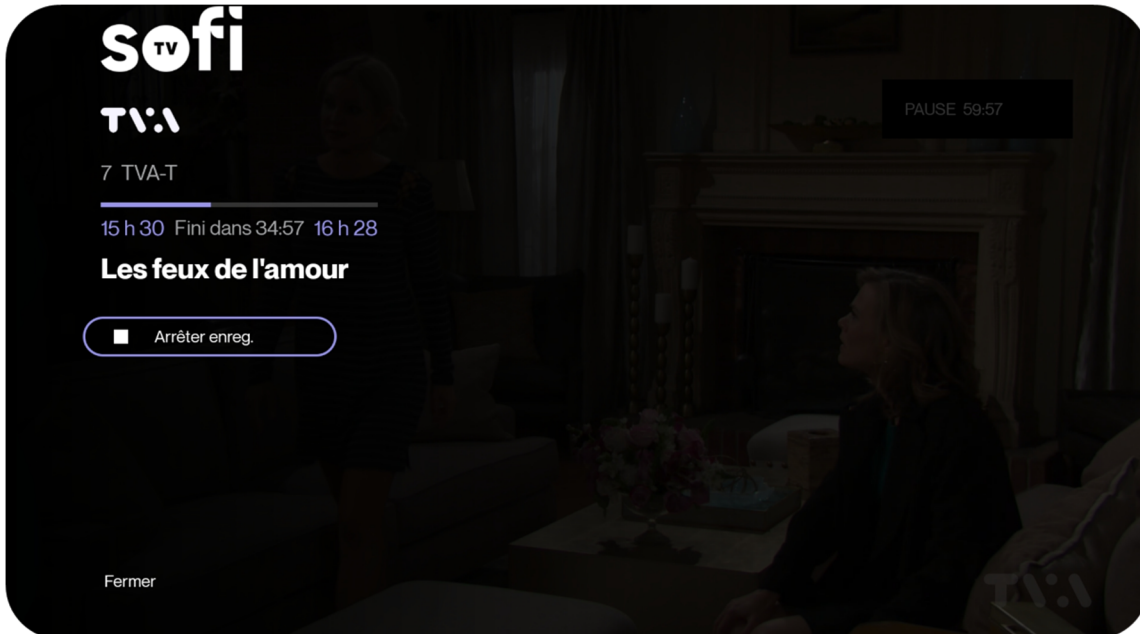 sofi
TV
TVA
PAUSE 59:57
7 TVA-T
15 h 30 Fini dans 34:57 16 h 28
Les feux de l'amour
Arrêter enreg.
Fermer
TVA